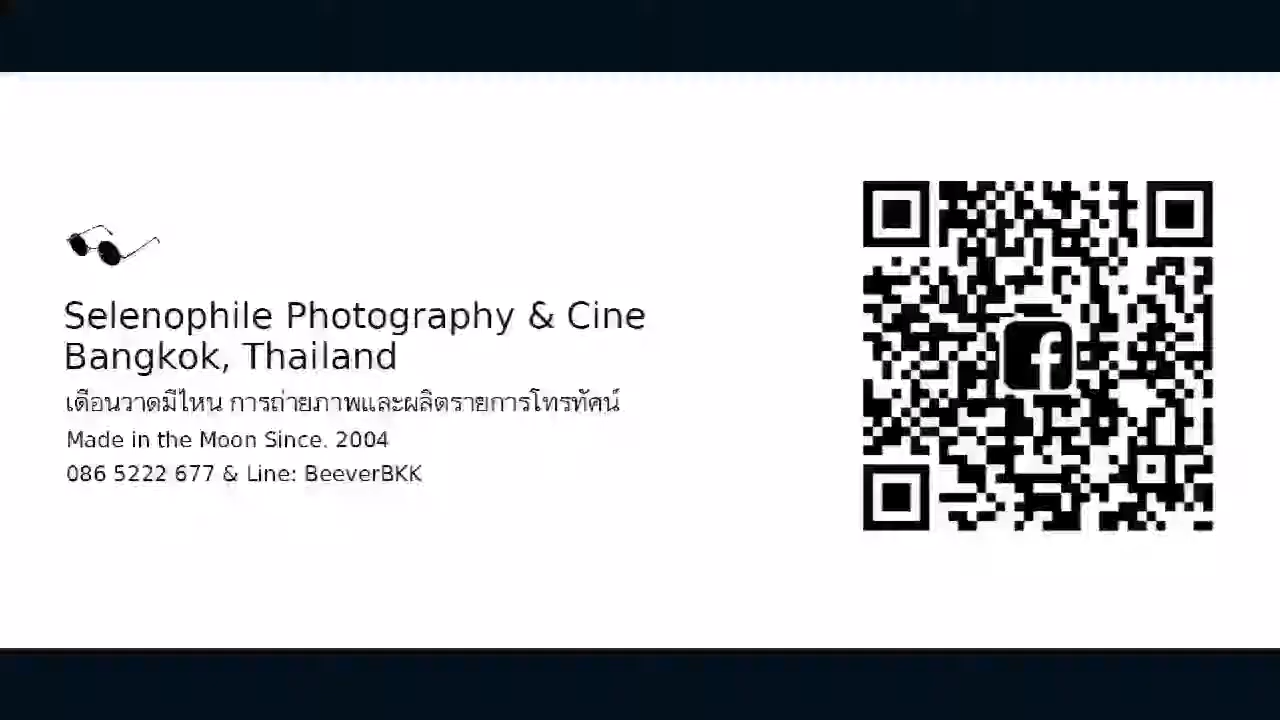 Selenophile Photography & Cine
Bangkok, Thailand
เดือนวาดมีไหน การถ่ายภาพและผลิตรายการโทรทัศน์
Made in the Moon Since. 2004
086 5222 677 & Line: BeeverBKK